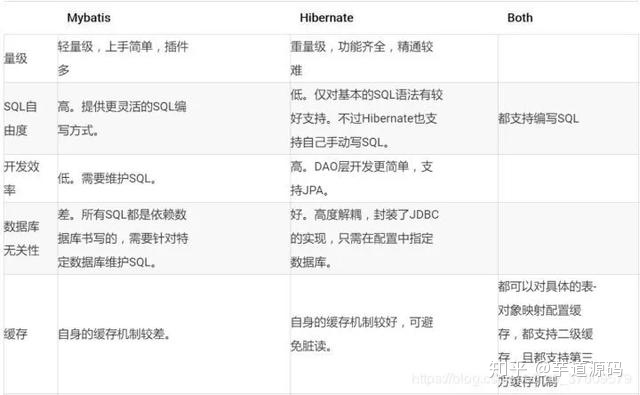 Mybatis Hibernate Both
量级
轻量级，上手简单，插件
多
重量级，功能齐全，精通较
难
SQL自
由度
高。提供更灵活的SQL编
写方式。
低。仅对基本的SQL语法有较
好支持。不过Hibernate也支
持自己手动写SQL。
都支持编写SQL
开发效
率
低。需要维护SQL。
高。DAO层开发更简单，支
持JPA。
数据库
无关性
差。所有SQL都是依赖数
据库书写的，需要针对特
定数据库维护SQL。
好。高度解耦，封装了JDBC
的实现，只需在配置中指定
数据库。
缓存
自身的缓存机制较差。
自身的缓存机制较好，可避
免脏读。
都可以对具体的表-
对象映射配置缓
存，都支持二级缓
存，且都支持第三
方缓存机制
知乎 @芋道源码